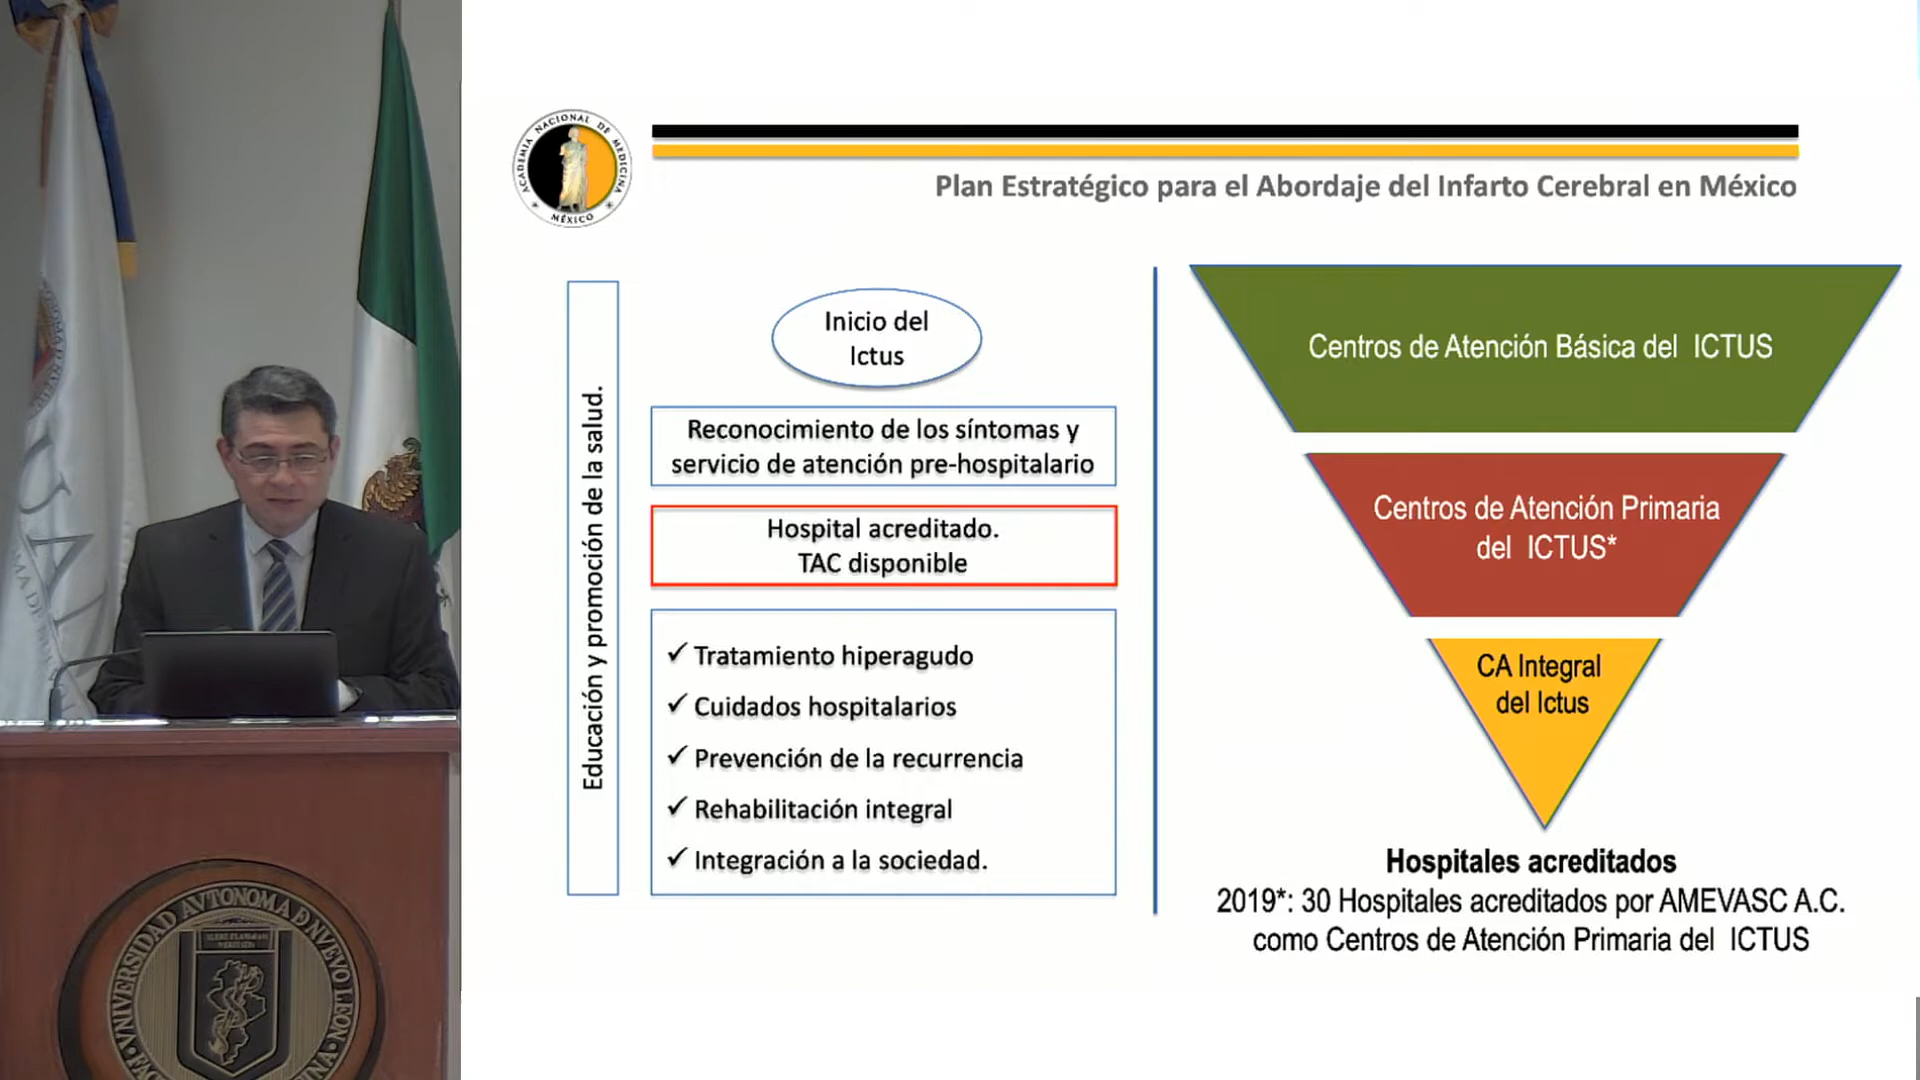 ACADEMIA NACIONAL DE MEDICINA
MÉXICO
Plan Estratégico para el Abordaje del Infarto Cerebral en México
Educación y promoción de la salud.
Inicio del
Ictus
Reconocimiento de los síntomas y
servicio de atención pre-hospitalario
Hospital acreditado.
TAC disponible
✓ Tratamiento hiperagudo
✓ Cuidados hospitalarios
✓ Prevención de la recurrencia
✓ Rehabilitación integral
✓ Integración a la sociedad.
Centros de Atención Básica del ICTUS
Centros de Atención Primaria
del ICTUS*
CA Integral
del Ictus
Hospitales acreditados
2019*: 30 Hospitales acreditados por AMEVASC A.C.
como Centros de Atención Primaria del ICTUS
VNIVERSIDAD AVTONOMA D NVEVO LEON